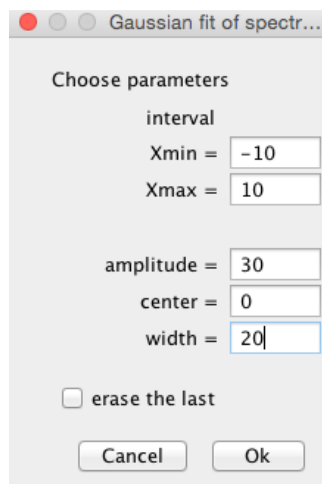 Gaussian fit of spectr...
Choose parameters
interval
Xmin = -10
Xmax = 10
amplitude = 30
center = 0
width = 20
erase the last
Cancel Ok